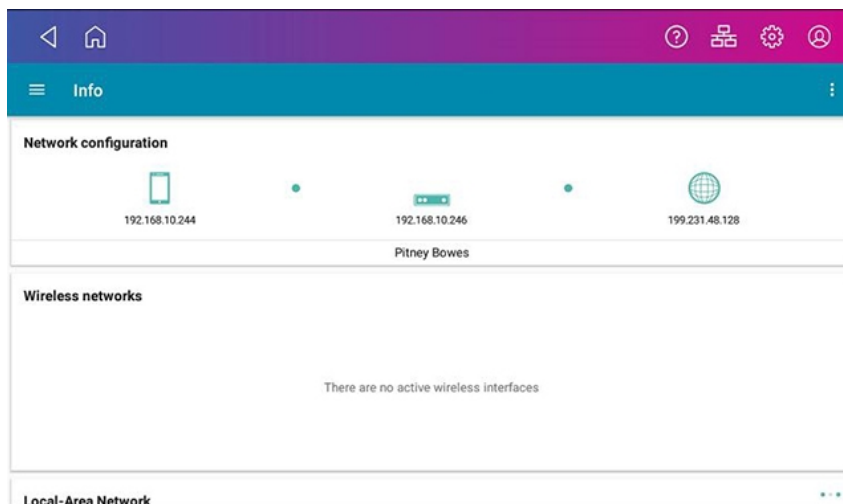 Info
Network configuration
192.168.10.244
192.168.10.246
199.231.48.128
Pitney Bowes
Wireless networks
There are no active wireless interfaces
Local-Area Network